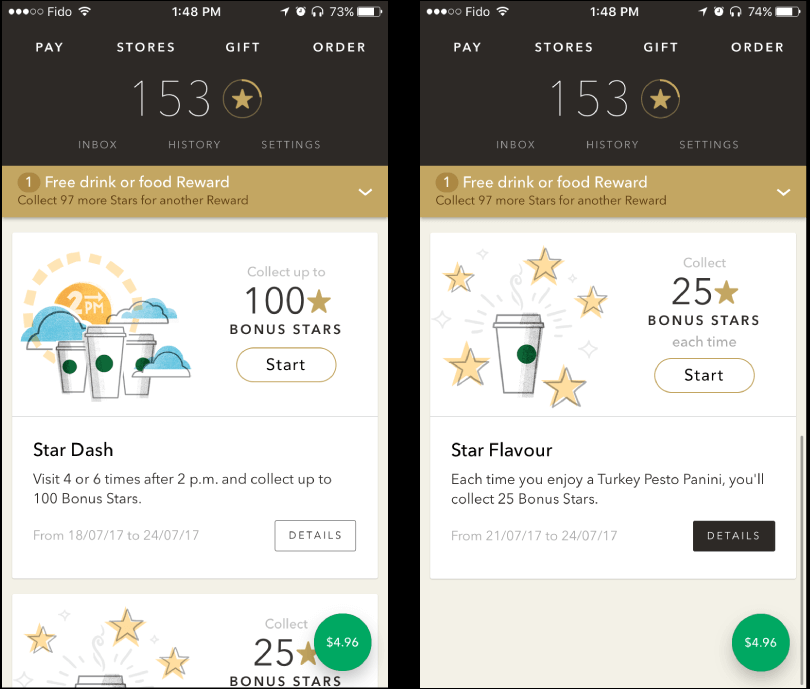 Fido 1:48 PM 73%
PAY STORES GIFT ORDER
153
INBOX HISTORY SETTINGS
1 Free drink or food Reward
Collect 97 more Stars for another Reward
2 PM
Collect up to
100
BONUS STARS
Start
Star Dash
Visit 4 or 6 times after 2 p.m. and collect up to
100 Bonus Stars.
From 18/07/17 to 24/07/17
DETAILS
Collect
25
BONUS STARS
$4.96
Fido 1:48 PM 74%
PAY STORES GIFT ORDER
153
INBOX HISTORY SETTINGS
1 Free drink or food Reward
Collect 97 more Stars for another Reward
Collect
25
BONUS STARS
each time
Start
Star Flavour
Each time you enjoy a Turkey Pesto Panini, you'll
collect 25 Bonus Stars.
From 21/07/17 to 24/07/17
DETAILS
$4.96